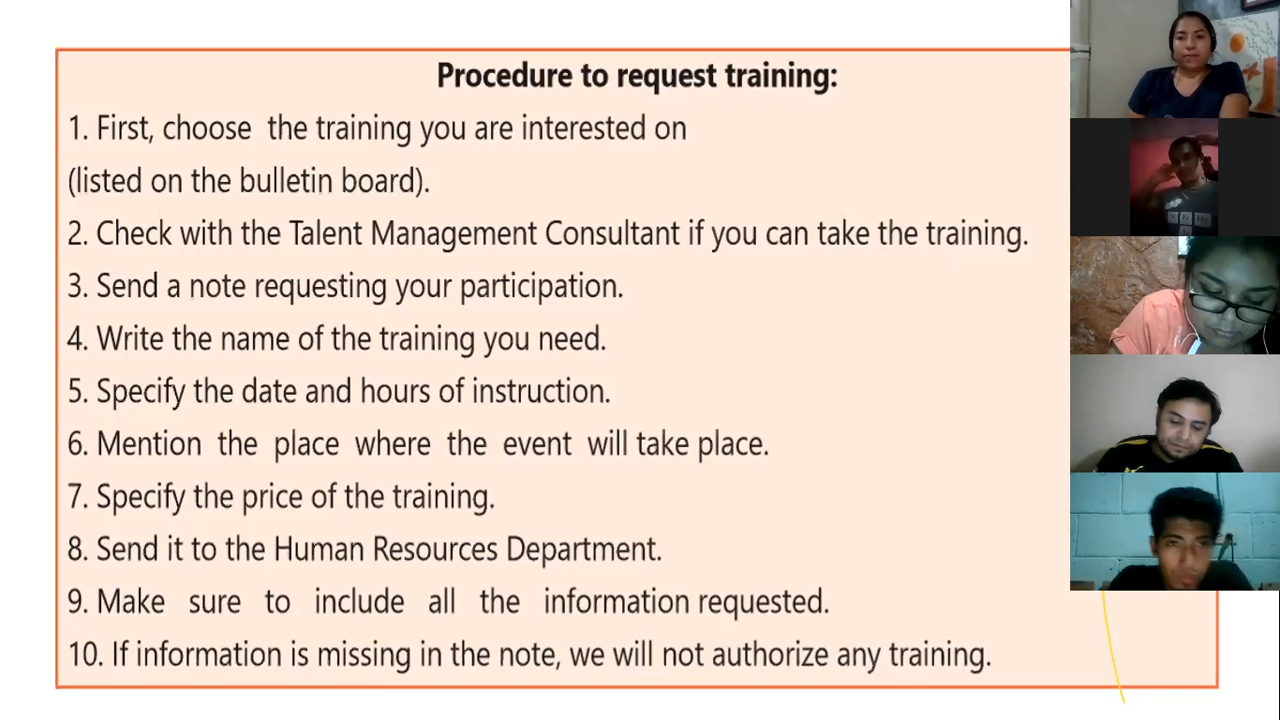 Procedure to request training:
1. First, choose the training you are interested on
(listed on the bulletin board).
2. Check with the Talent Management Consultant if you can take the training.
3. Send a note requesting your participation.
4. Write the name of the training you need.
5. Specify the date and hours of instruction.
6. Mention the place where the event will take place.
7. Specify the price of the training.
8. Send it to the Human Resources Department.
9. Make sure to include all the information requested.
10. If information is missing in the note, we will not authorize any training.